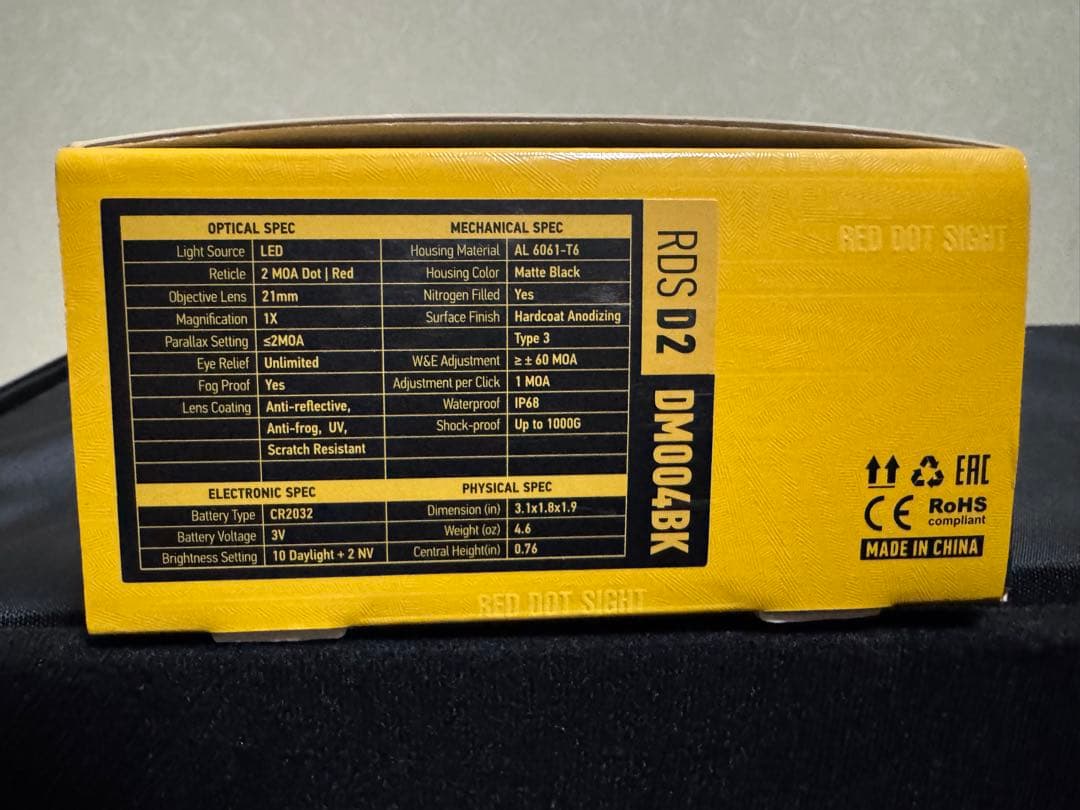 OPTICAL SPEC
Light Source LED
Reticle 2 MOA Dot | Red
Objective Lens 21mm
Magnification 1X
Parallax Setting ≤2MOA
Eye Relief Unlimited
Fog Proof Yes
Lens Coating Anti-reflective,
Anti-frog, UV,
Scratch Resistant
MECHANICAL SPEC
Housing Material AL 6061-T6
Housing Color Matte Black
Nitrogen Filled Yes
Surface Finish Hardcoat Anodizing
Type 3
W&E Adjustment ≥ ± 60 MOA
Adjustment per Click 1 MOA
Waterproof IP68
Shock-proof Up to 1000G
ELECTRONIC SPEC
Battery Type CR2032
Battery Voltage 3V
Brightness Setting 10 Daylight + 2 NV
PHYSICAL SPEC
Dimension (in) 3.1x1.8x1.9
Weight (oz) 4.6
Central Height(in) 0.76
RDS D2 DM004BK
RED DOT SIGHT
EAC
CE RoHS
compliant
MADE IN CHINA
RED DOT SIGHT